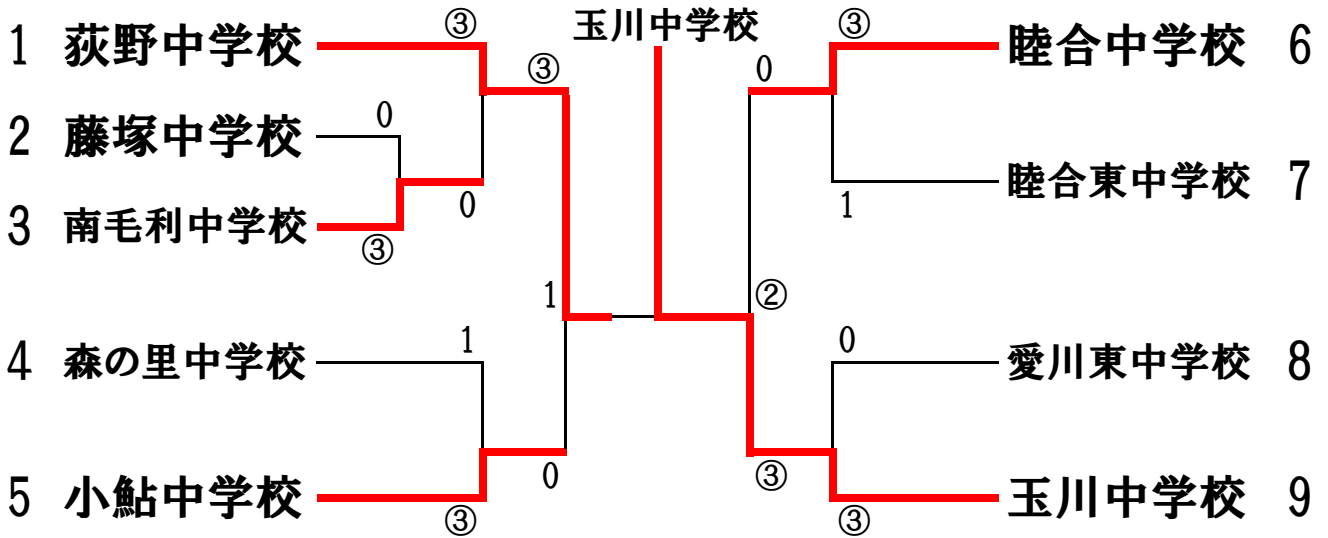 玉川中学校
1 荻野中学校
③
③
0
2 藤塚中学校
0
3 南毛利中学校
③
1
4 森の里中学校
1
5 小鮎中学校
③
0
③
睦合中学校 6
0
睦合東中学校 7
1
②
愛川東中学校 8
0
玉川中学校 9
③
③